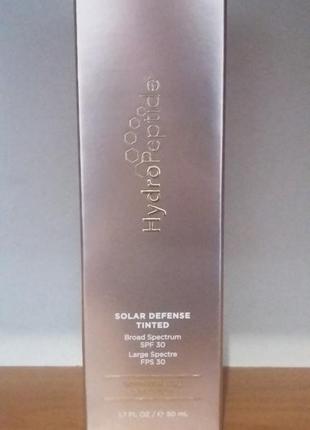 HydroPeptide®
SOLAR DEFENSE
TINTED
Broad Spectrum
SPF 30
Large Spectre
FPS 30
1.7 FL OZ / ℮ 50 mL